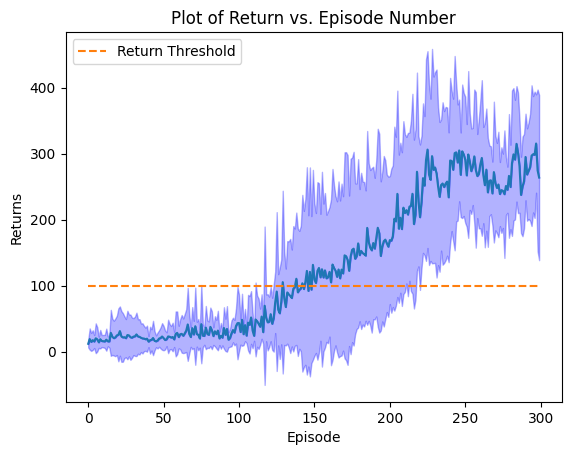 Plot of Return vs. Episode Number
Return Threshold
Returns
400
300
200
100
0
0 50 100 150 200 250 300
Episode